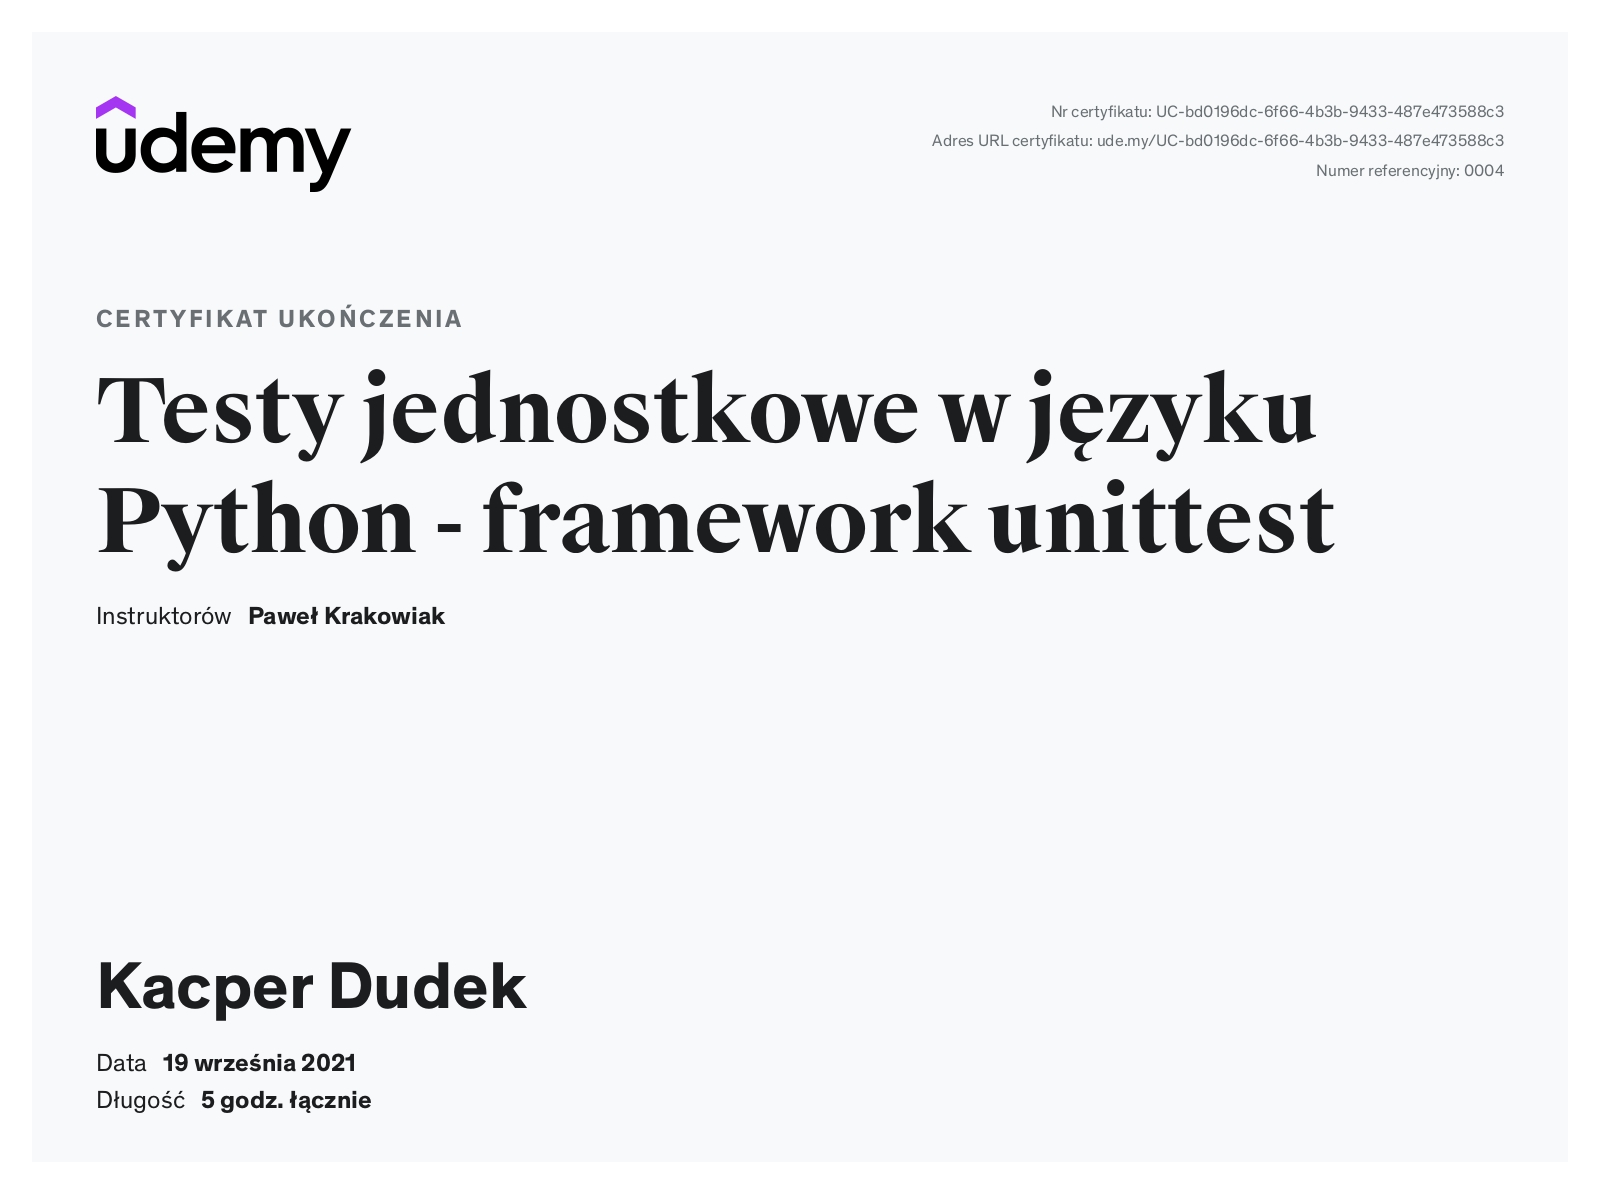 udemy
Nr certyfikatu: UC-bd0196dc-6f66-4b3b-9433-487e473588c3
Adres URL certyfikatu: ude.my/UC-bd0196dc-6f66-4b3b-9433-487e473588c3
Numer referencyjny: 0004
CERTYFIKAT UKOŃCZENIA
Testy jednostkowe w języku
Python - framework unittest
Instruktorów Paweł Krakowiak
Kacper Dudek
Data 19 września 2021
Długość 5 godz. łącznie